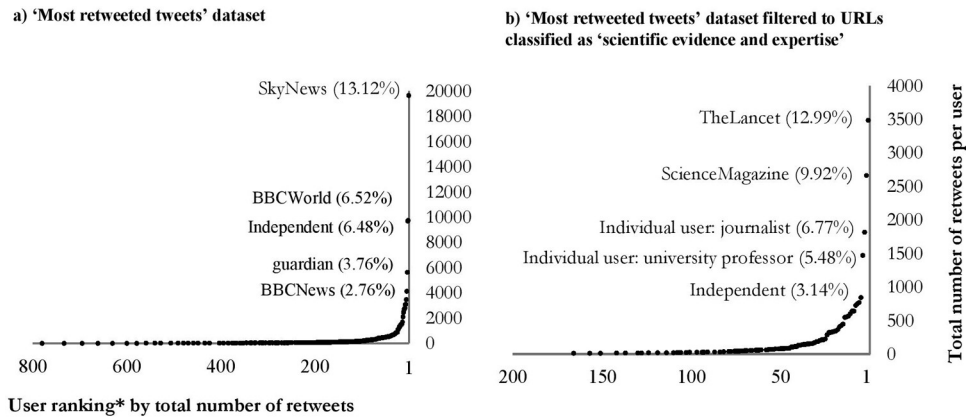 a) ‘Most retweeted tweets’ dataset
SkyNews (13.12%)
BBCWorld (6.52%)
Independent (6.48%)
guardian (3.76%)
BBCNews (2.76%)
20000
18000
16000
14000
12000
10000
8000
6000
4000
2000
0
800
600
400
200
1
User ranking* by total number of retweets
b) ‘Most retweeted tweets’ dataset filtered to URLs
classified as ‘scientific evidence and expertise’
TheLancet (12.99%)
ScienceMagazine (9.92%)
Individual user: journalist (6.77%)
Individual user: university professor (5.48%)
Independent (3.14%)
4000
3500
3000
2500
2000
1500
1000
500
0
200
150
100
50
1
Total number of retweets per user